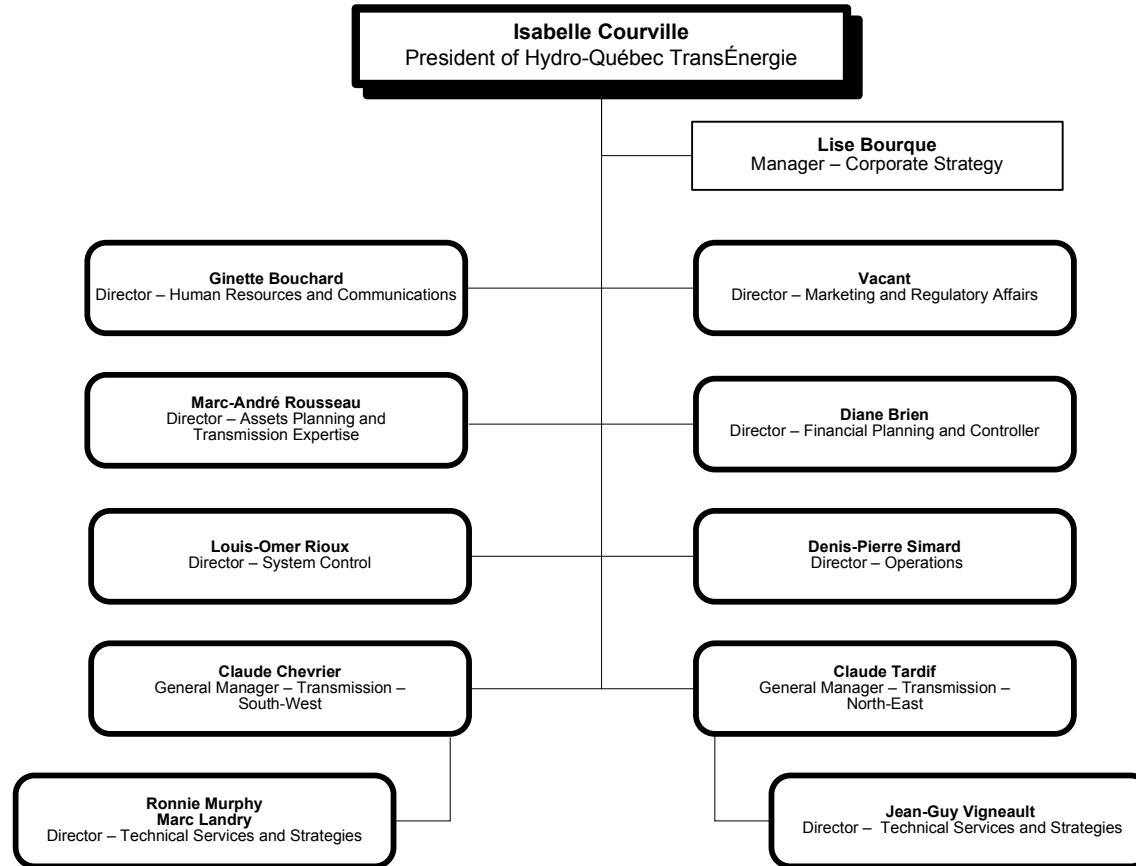 Isabelle Courville
President of Hydro-Québec TransÉnergie
Lise Bourque
Manager – Corporate Strategy
Ginette Bouchard
Director – Human Resources and Communications
Vacant
Director – Marketing and Regulatory Affairs
Marc-André Rousseau
Director – Assets Planning and
Transmission Expertise
Diane Brien
Director – Financial Planning and Controller
Louis-Omer Rioux
Director – System Control
Denis-Pierre Simard
Director – Operations
Claude Chevrier
General Manager – Transmission –
South-West
Claude Tardif
General Manager – Transmission –
North-East
Ronnie Murphy
Marc Landry
Director – Technical Services and Strategies
Jean-Guy Vigneault
Director – Technical Services and Strategies